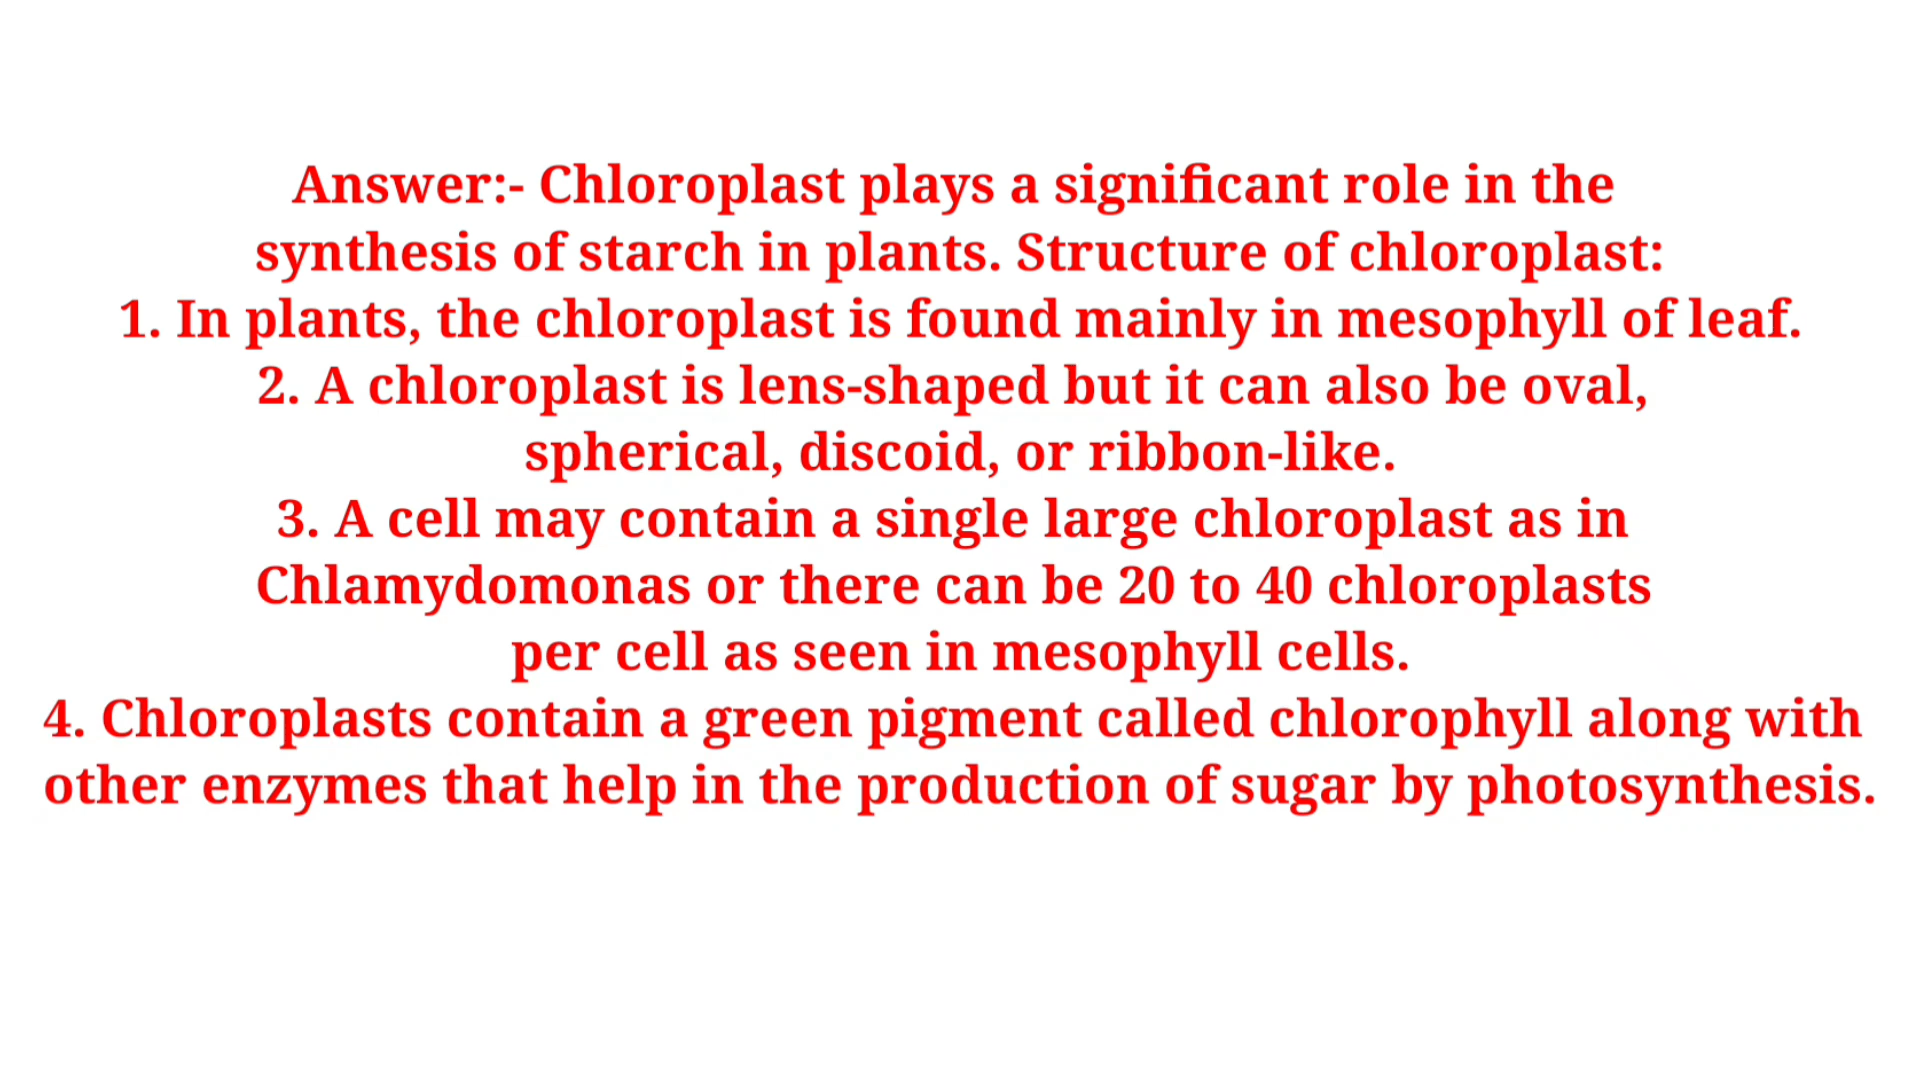 Answer:- Chloroplast plays a significant role in the
synthesis of starch in plants. Structure of chloroplast:
1. In plants, the chloroplast is found mainly in mesophyll of leaf.
2. A chloroplast is lens-shaped but it can also be oval,
spherical, discoid, or ribbon-like.
3. A cell may contain a single large chloroplast as in
Chlamydomonas or there can be 20 to 40 chloroplasts
per cell as seen in mesophyll cells.
4. Chloroplasts contain a green pigment called chlorophyll along with
other enzymes that help in the production of sugar by photosynthesis.